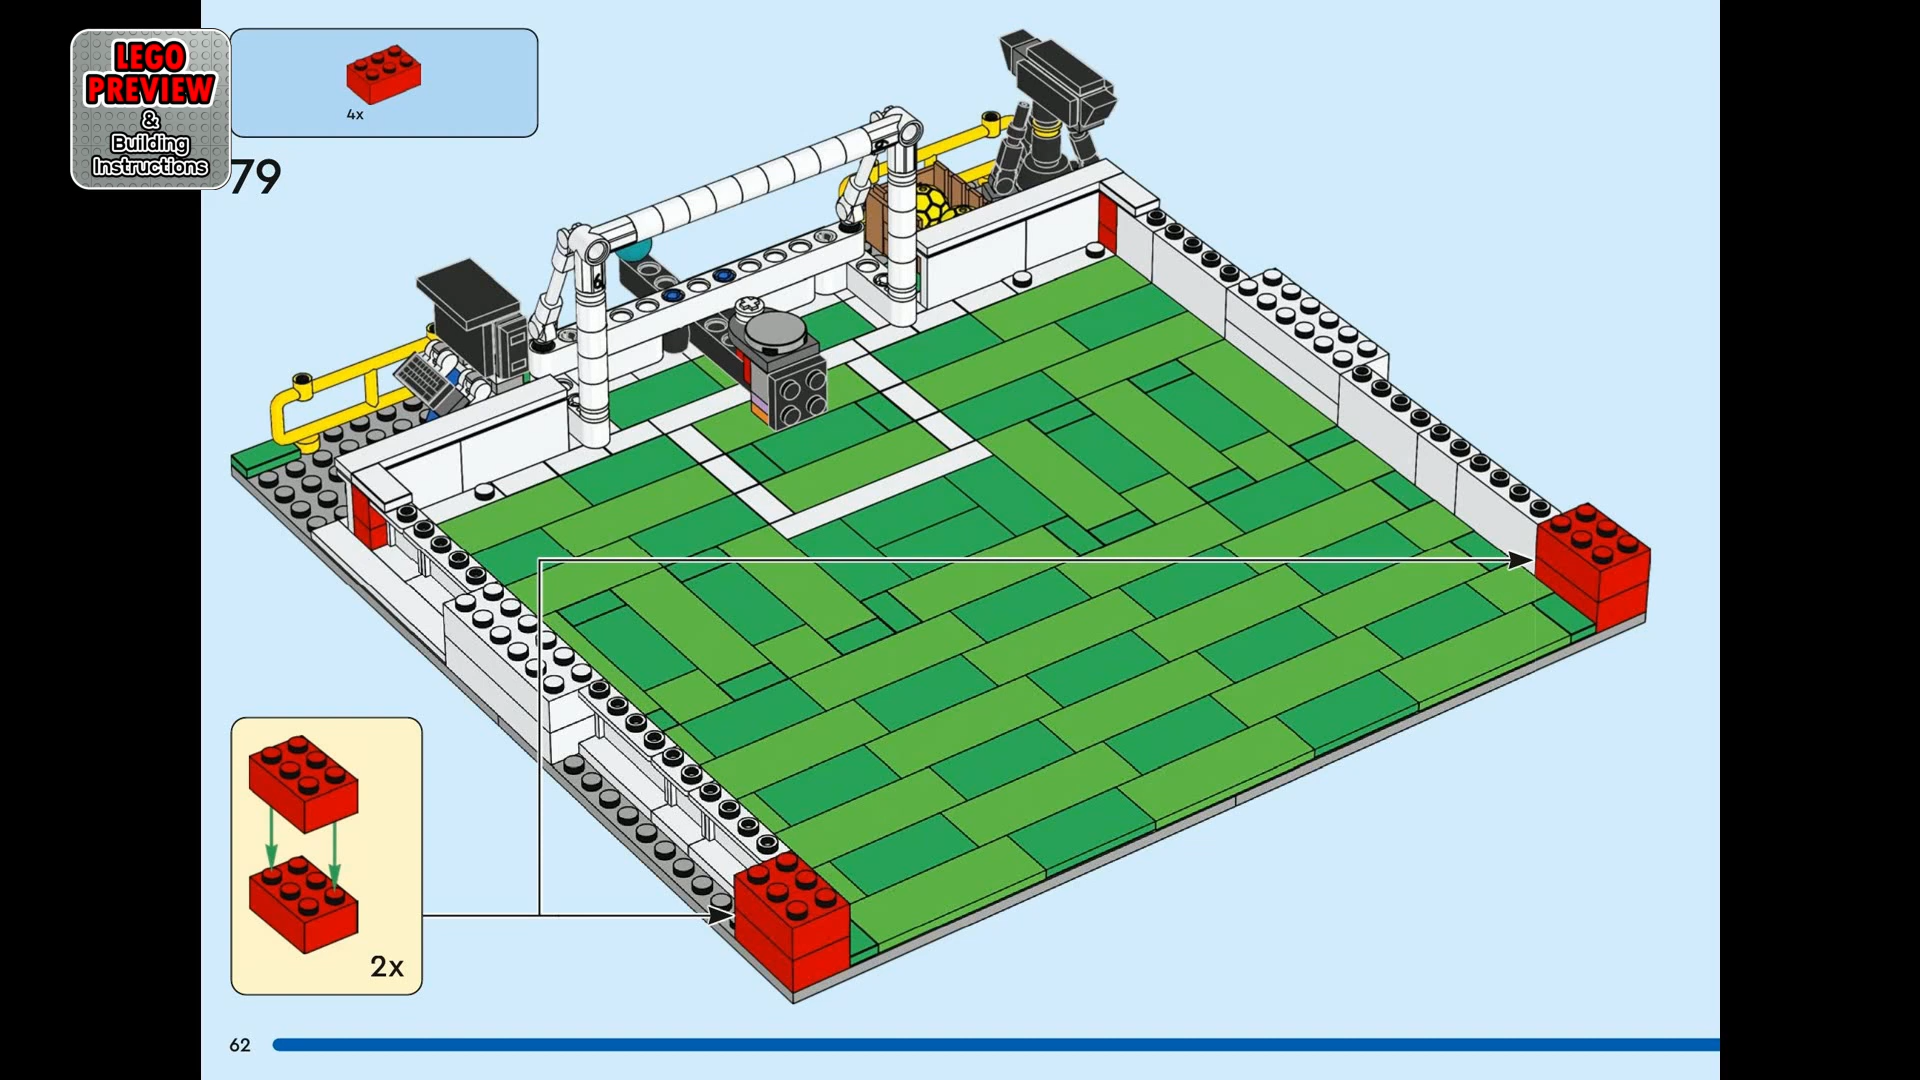 LEGO
PREVIEW
&
Building
Instructions
4x
79
2x
62